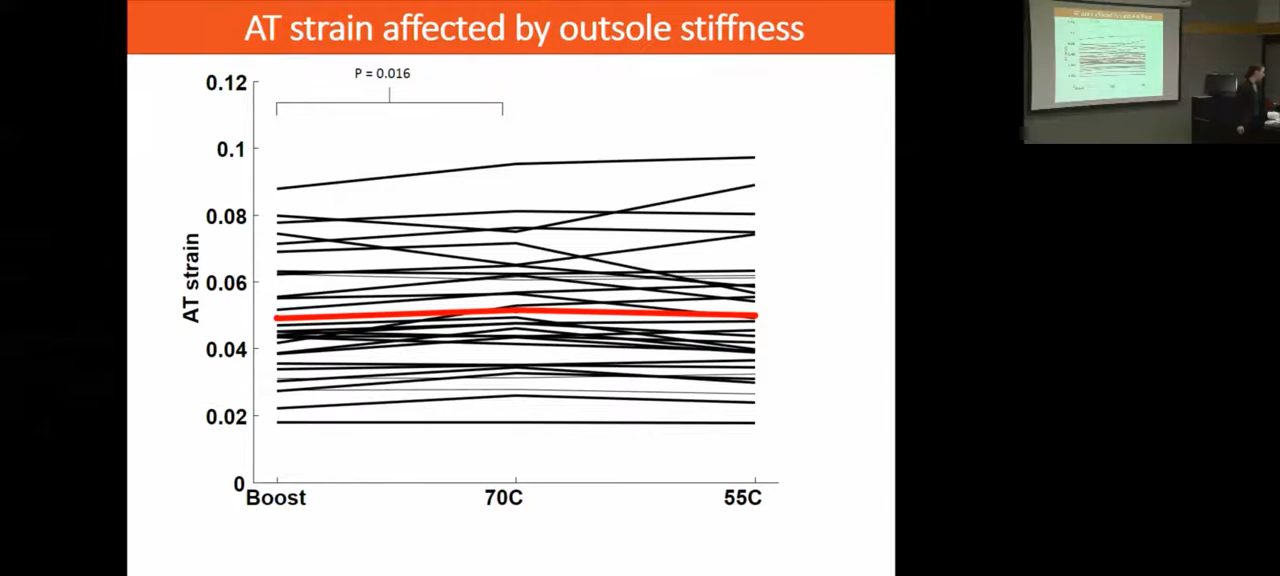 AT strain affected by outsole stiffness
P = 0.016
0.12
0.1
0.08
0.06
0.04
0.02
0
AT strain
Boost
70C
55C